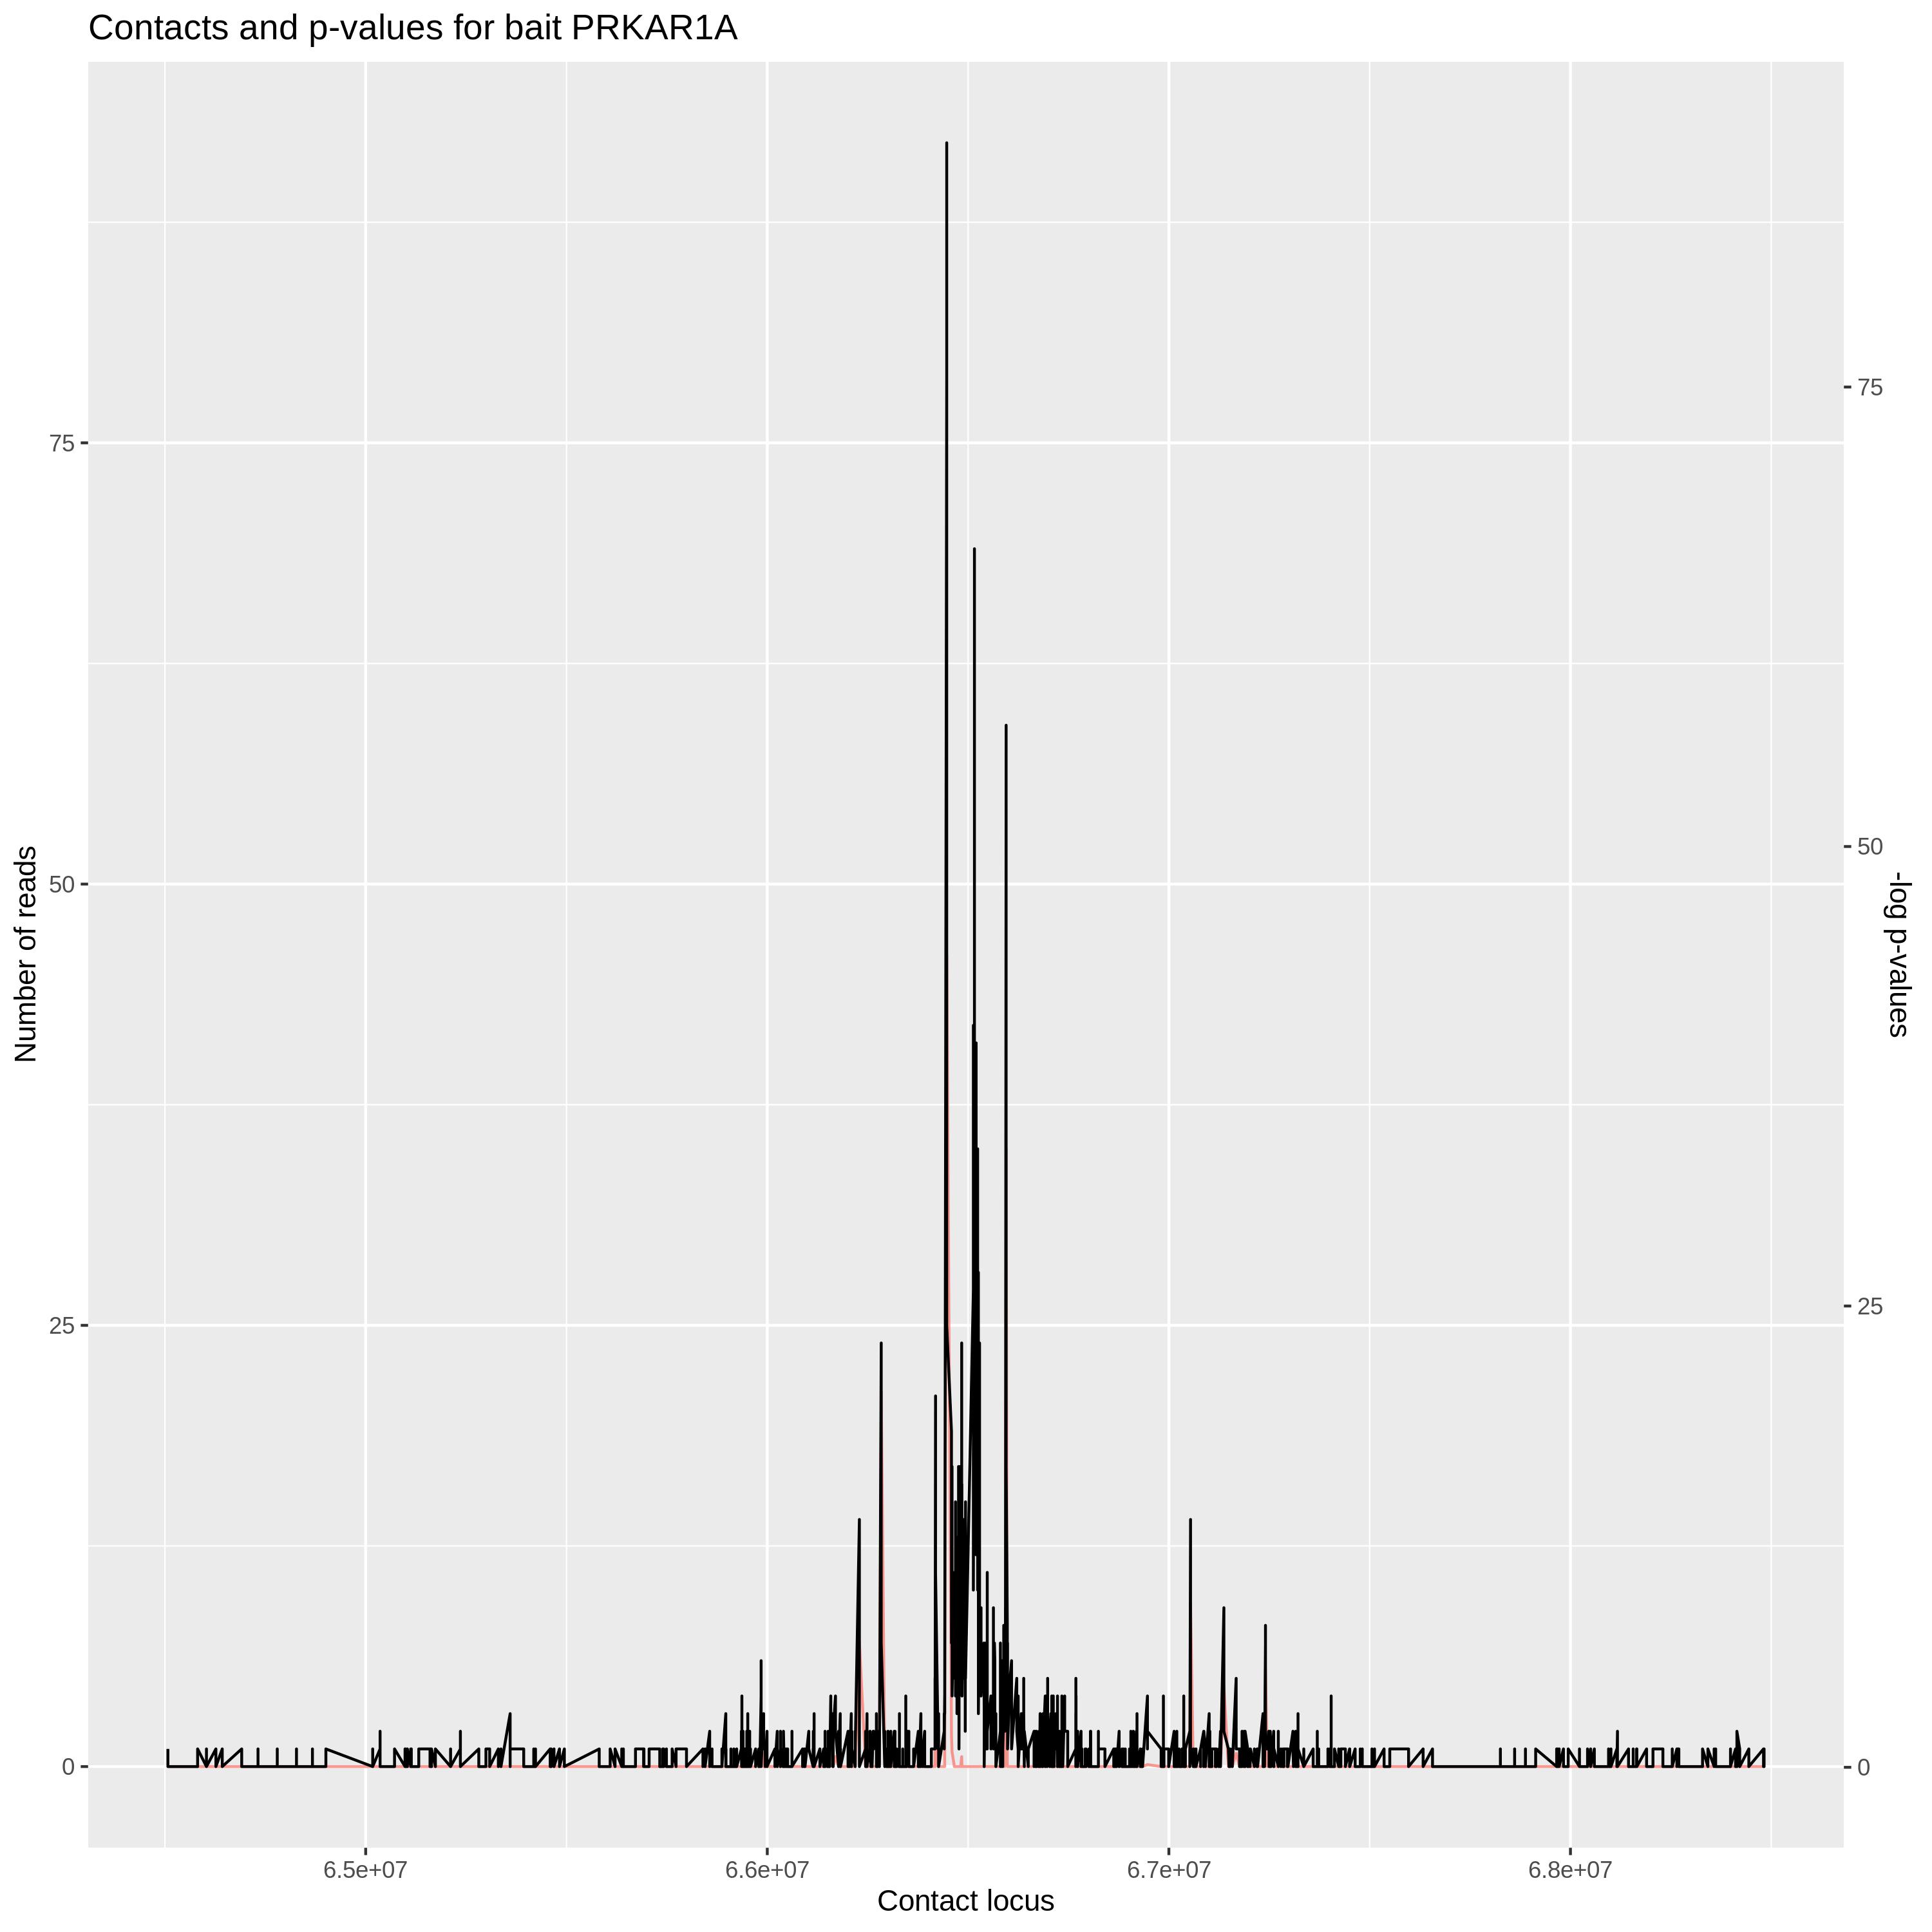 Contacts and p-values for bait PRKAR1A
Number of reads
75
50
25
0
75
50
25
0
-log p-values
6.5e+07
6.6e+07
6.7e+07
6.8e+07
Contact locus